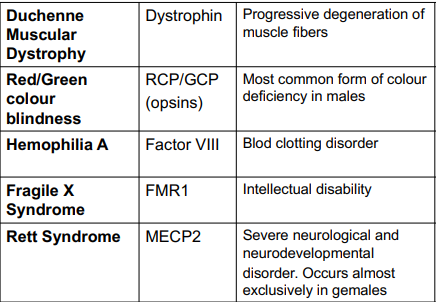 Duchenne Dystrophin Progressive degeneration of
Muscular muscle fibers
Dystrophy
Red/Green RCP/GCP Most common form of colour
colour (opsins) deficiency in males
blindness
Hemophilia A Factor VIII Blod clotting disorder
Fragile X FMR1 Intellectual disability
Syndrome
Rett Syndrome MECP2 Severe neurological and
neurodevelopmental
disorder. Occurs almost
exclusively in gemales